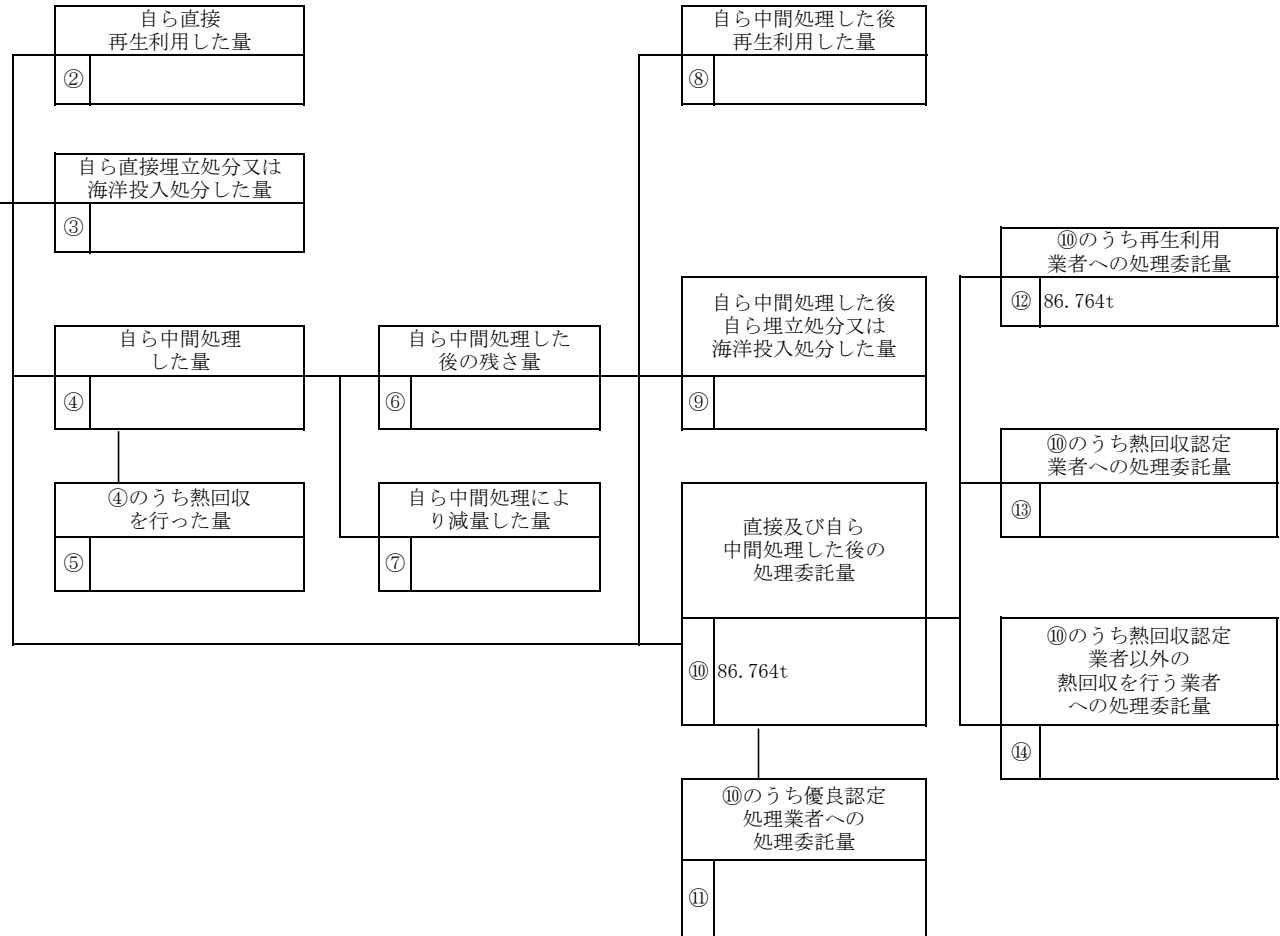 自ら直接
再生利用した量
②
自ら直接埋立処分又は
海洋投入処分した量
③
自ら中間処理
した量
④
④のうち熱回収
を行った量
⑤
自ら中間処理した
後の残さ量
⑥
自ら中間処理によ
り減量した量
⑦
自ら中間処理した後
再生利用した量
⑧
自ら中間処理した後
自ら埋立処分又は
海洋投入処分した量
⑨
直接及び自ら
中間処理した後の
処理委託量
⑩ 86.764t
⑩のうち優良認定
処理業者への
処理委託量
⑪
⑩のうち再生利用
業者への処理委託量
⑫ 86.764t
⑩のうち熱回収認定
業者への処理委託量
⑬
⑩のうち熱回収認定
業者以外の
熱回収を行う業者
への処理委託量
⑭